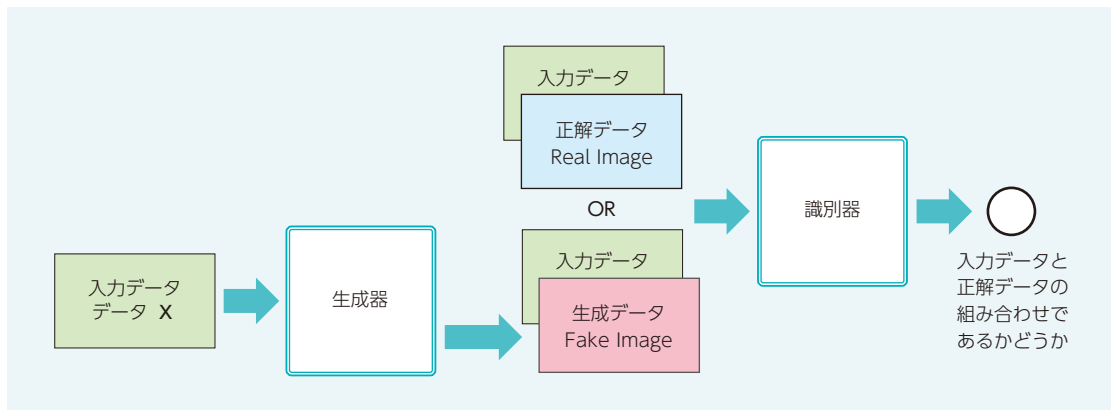 入力データ
データ X
生成器
入力データ
正解データ
Real Image
OR
入力データ
生成データ
Fake Image
識別器
入力データと
正解データの
組み合わせで
あるかどうか